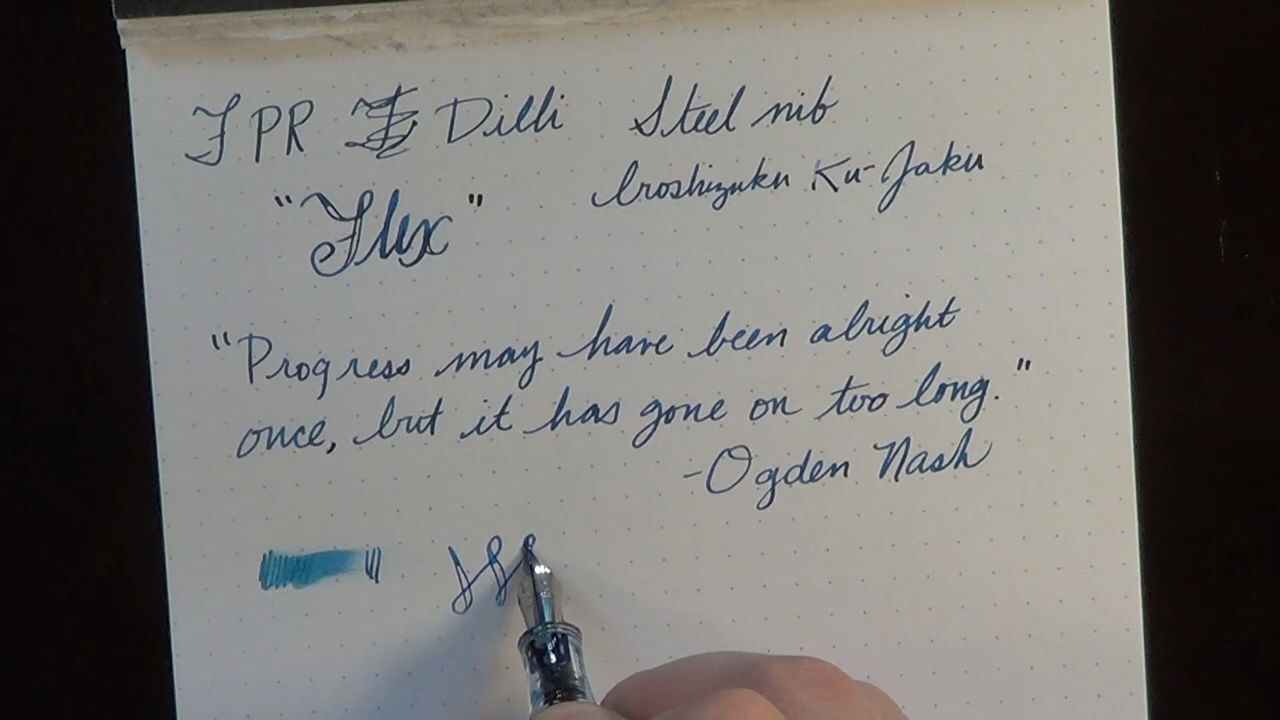 FPR Dilli Steel nib
"Flex" Iroshizuku Ku-Jaku
"Progress may have been alright
once, but it has gone on too long."
-Ogden Nash